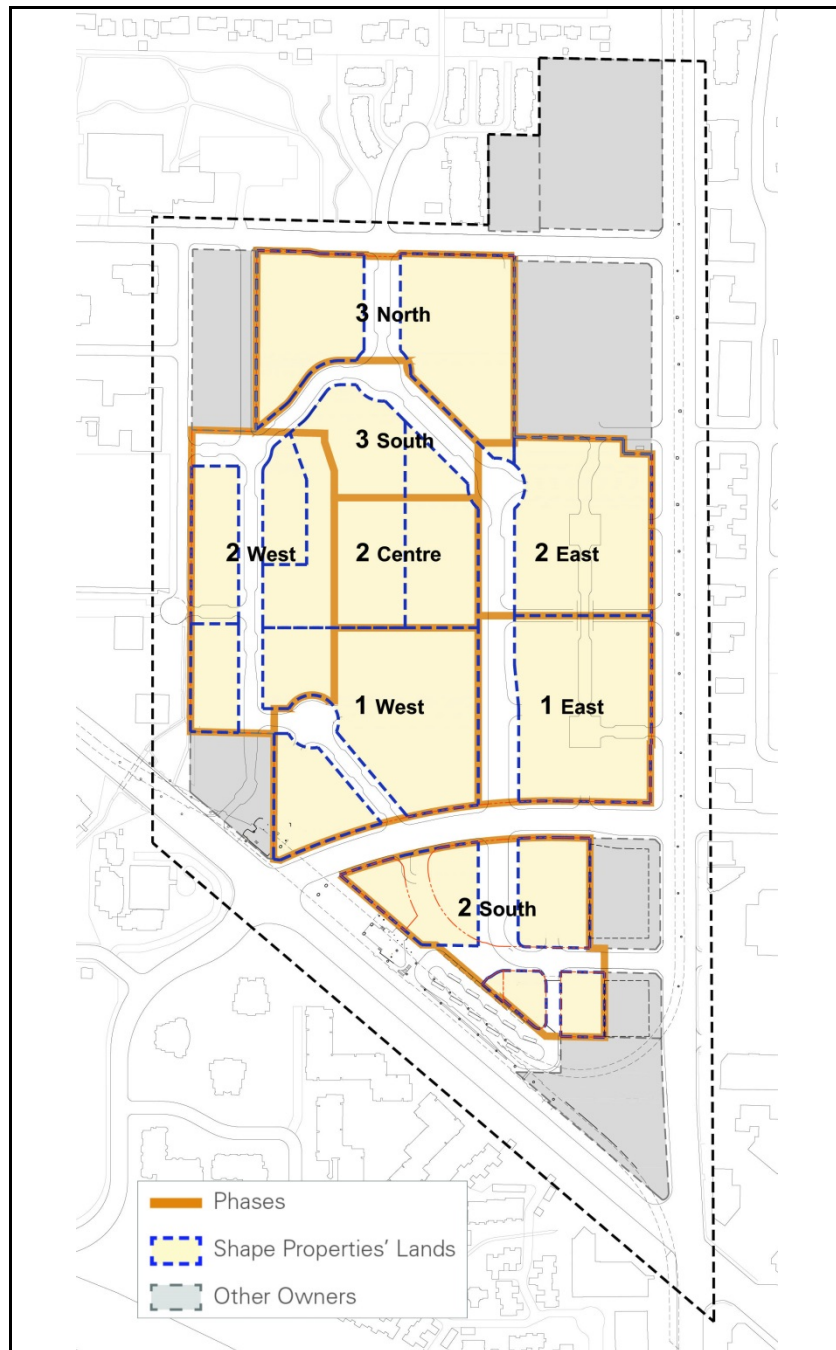 3 North
3 South
2 West
2 Centre
2 East
1 West
1 East
2 South
Phases
Shape Properties' Lands
Other Owners